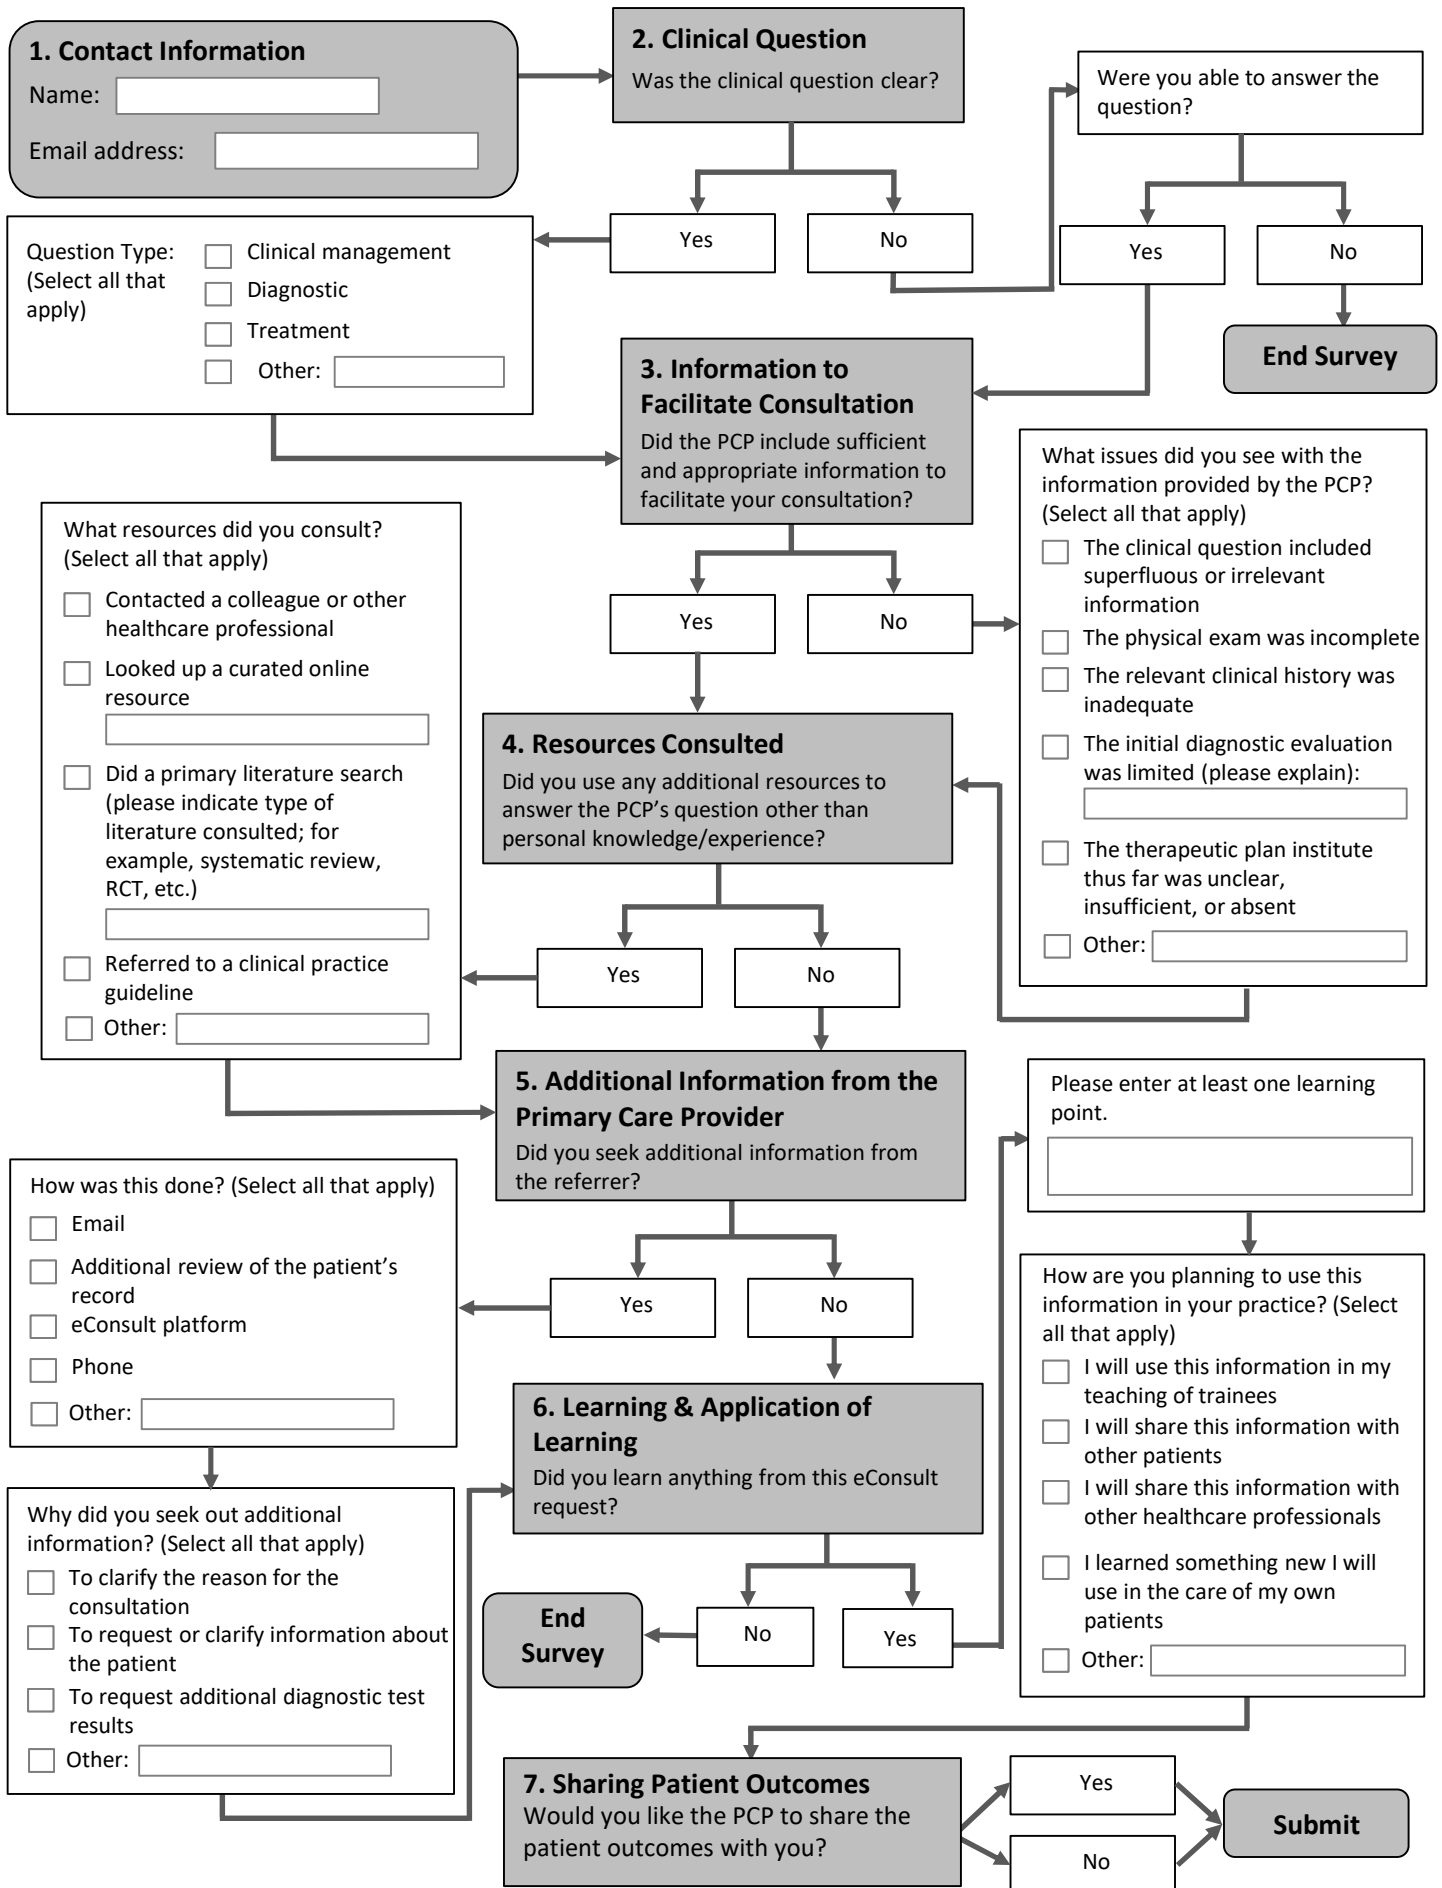 1. Contact Information
Name:
Email address:
2. Clinical Question
Was the clinical question clear?
Yes
No
Were you able to answer the
question?
Yes
No
End Survey
Question Type:
(Select all that
apply)
Clinical management
Diagnostic
Treatment
Other:
3. Information to
Facilitate Consultation
Did the PCP include sufficient
and appropriate information to
facilitate your consultation?
Yes
No
What issues did you see with the
information provided by the PCP?
(Select all that apply)
The clinical question included
superfluous or irrelevant
information
The physical exam was incomplete
The relevant clinical history was
inadequate
The initial diagnostic evaluation
was limited (please explain):
The therapeutic plan institute
thus far was unclear,
insufficient, or absent
Other:
4. Resources Consulted
Did you use any additional resources to
answer the PCP’s question other than
personal knowledge/experience?
Yes
No
What resources did you consult?
(Select all that apply)
Contacted a colleague or other
healthcare professional
Looked up a curated online
resource
Did a primary literature search
(please indicate type of
literature consulted; for
example, systematic review,
RCT, etc.)
Referred to a clinical practice
guideline
Other:
5. Additional Information from the
Primary Care Provider
Did you seek additional information from
the referrer?
Yes
No
How was this done? (Select all that apply)
Email
Additional review of the patient’s
record
eConsult platform
Phone
Other:
Why did you seek out additional
information? (Select all that apply)
To clarify the reason for the
consultation
To request or clarify information about
the patient
To request additional diagnostic test
results
Other:
6. Learning & Application of
Learning
Did you learn anything from this eConsult
request?
No
Yes
End
Survey
Please enter at least one learning
point.
How are you planning to use this
information in your practice? (Select
all that apply)
I will use this information in my
teaching of trainees
I will share this information with
other patients
I will share this information with
other healthcare professionals
I learned something new I will
use in the care of my own
patients
Other:
7. Sharing Patient Outcomes
Would you like the PCP to share the
patient outcomes with you?
Yes
No
Submit